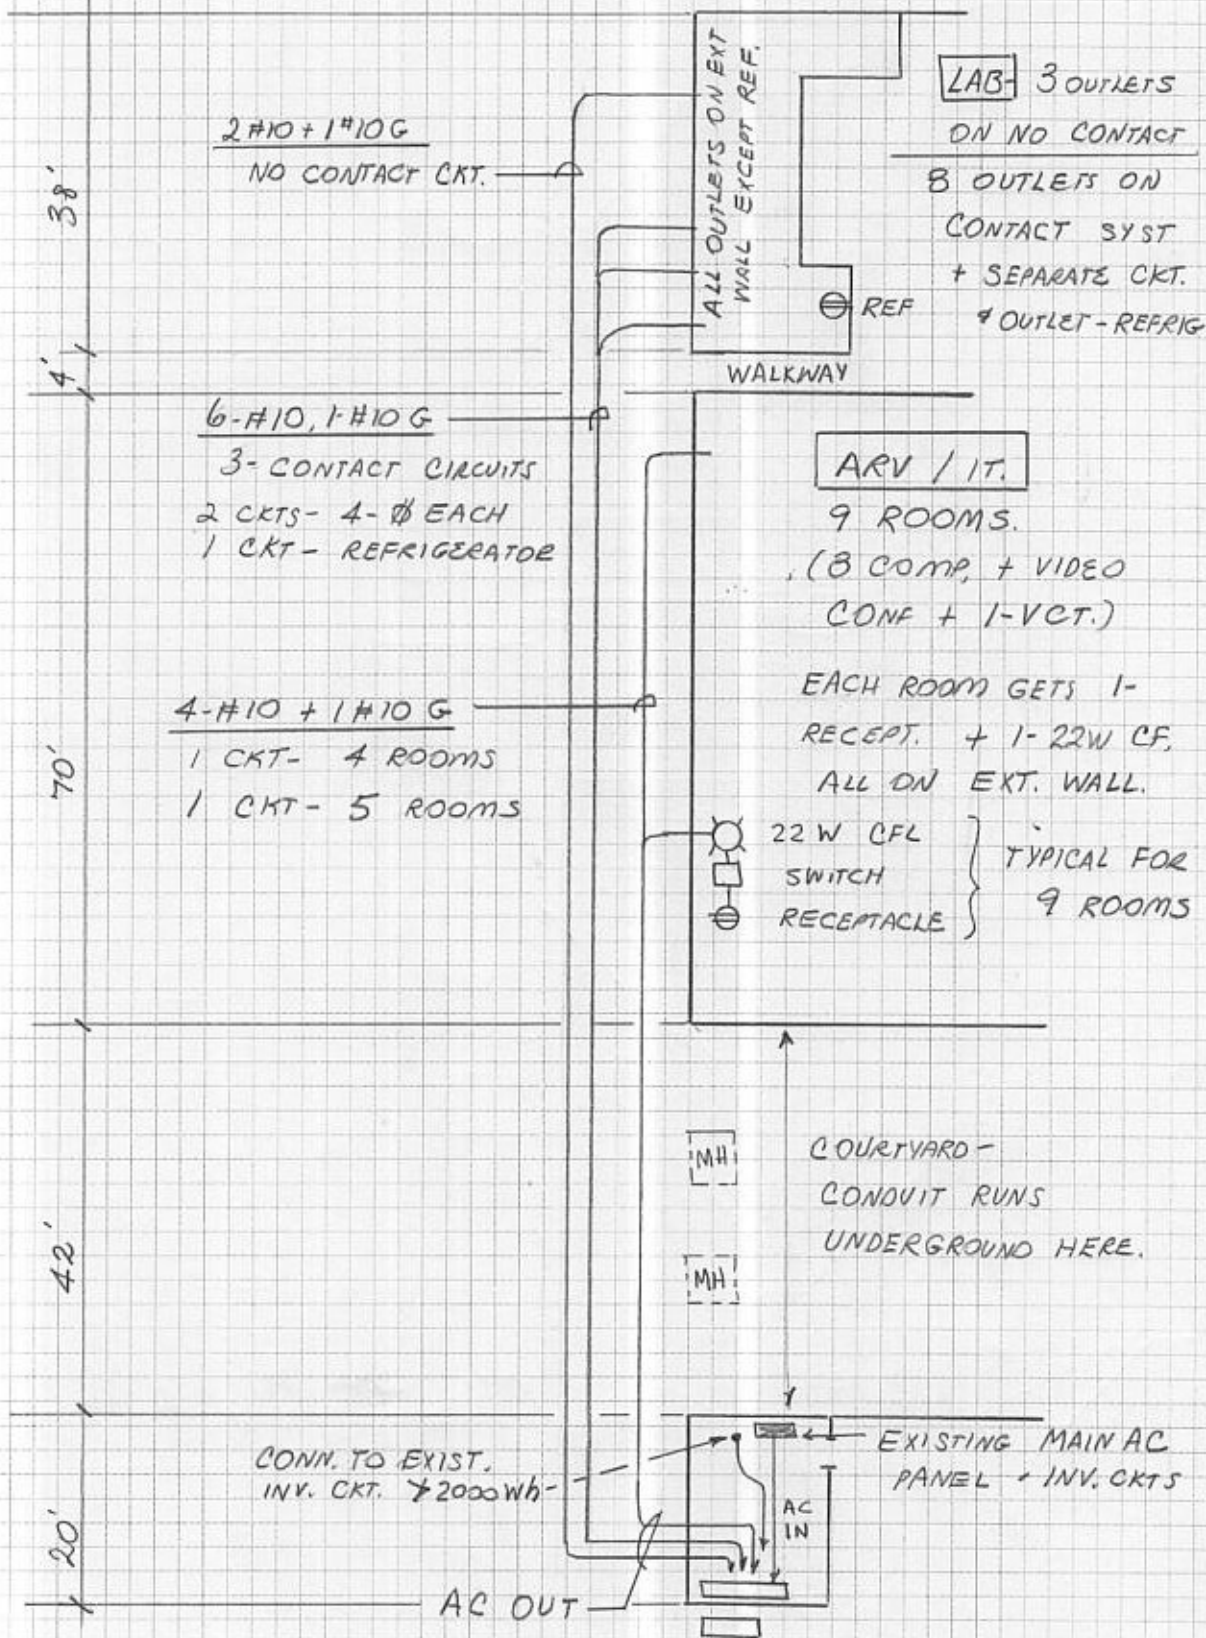 38'
4'
70'
42'
20'
2 #10 + 1 #10 G
NO CONTACT CKT.
ALL OUTLETS ON EXT
WALL EXCEPT REF.
LAB- 3 OUTLETS
ON NO CONTACT
8 OUTLETS ON
CONTACT SYST
+ SEPARATE CKT.
& OUTLET - REFRIG
REF
WALKWAY
6-#10, 1-#10 G
3- CONTACT CIRCUITS
2 CKTS- 4- EACH
1 CKT - REFRIGERATOR
ARV / IT.
9 ROOMS.
(8 COMP, + VIDEO
CONF + 1-VCT.)
EACH ROOM GETS 1-
RECEPT. + 1- 22W CF,
ALL ON EXT. WALL.
4-#10 + 1 #10 G
1 CKT- 4 ROOMS
1 CKT- 5 ROOMS
22 W CFL
SWITCH
RECEPTACLE
TYPICAL FOR
9 ROOMS
MH
MH
COURTYARD -
CONDUIT RUNS
UNDERGROUND HERE.
CONN. TO EXIST.
INV. CKT. 2000Wh-
EXISTING MAIN AC
PANEL - INV. CKTS
AC
IN
AC OUT